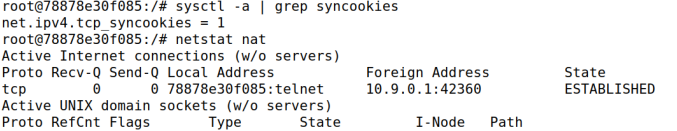 root@78878e30f085:/# sysctl -a | grep syncookies
net.ipv4.tcp_syncookies = 1
root@78878e30f085:/# netstat nat
Active Internet connections (w/o servers)
Proto Recv-Q Send-Q Local Address           Foreign Address         State
tcp        0      0 78878e30f085:telnet     10.9.0.1:42360          ESTABLISHED
Active UNIX domain sockets (w/o servers)
Proto RefCnt Flags       Type       State         I-Node   Path